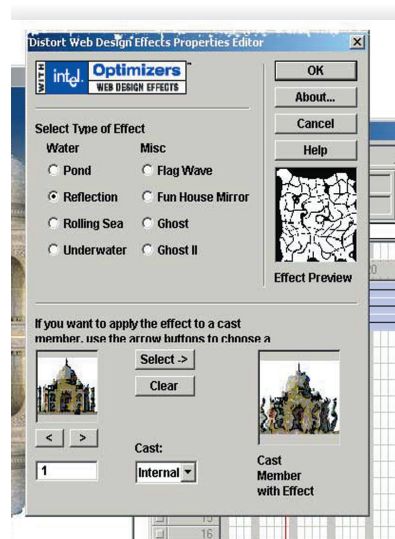 Distort Web Design Effects Properties Editor
WITH intel. Optimizers™
WEB DESIGN EFFECTS
OK
About...
Cancel
Help
Select Type of Effect
Water Misc
Pond Flag Wave
Reflection Fun House Mirror
Rolling Sea Ghost
Underwater Ghost II
Effect Preview
If you want to apply the effect to a cast
member, use the arrow buttons to choose a
Select ->
Clear
< >
Cast:
1
Internal
Cast
Member
with Effect
15
16